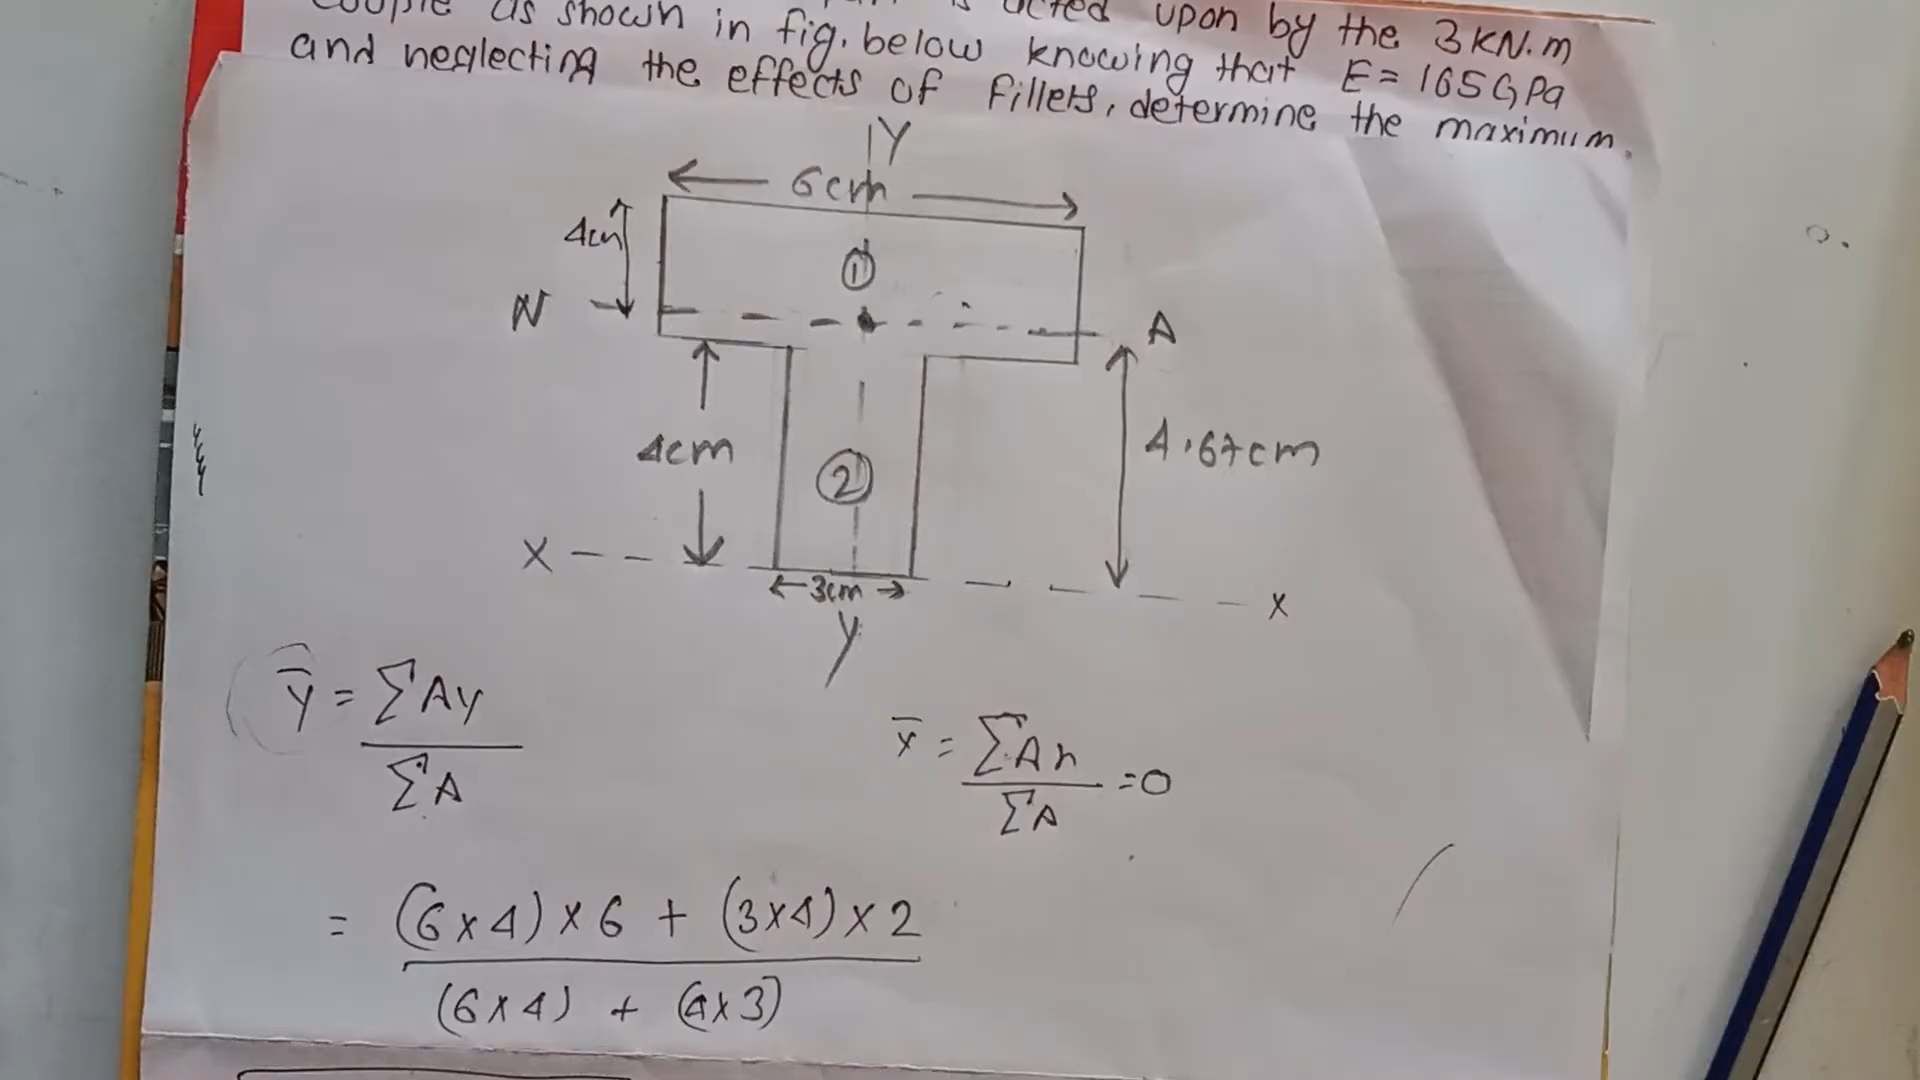 as shown in fig. below knowing that E = 165 GPa
upon by the 3 KN.m
and neglecting the effects of fillets, determine the maximum.
Y
6cm
4cm
1
N
A
4cm
4.67cm
2
X
X
3cm
Y
ȳ = ΣAy / ΣA
x̄ = ΣAx / ΣA = 0
= (6x4) x 6 + (3x4) x 2
(6x4) + (4x3)